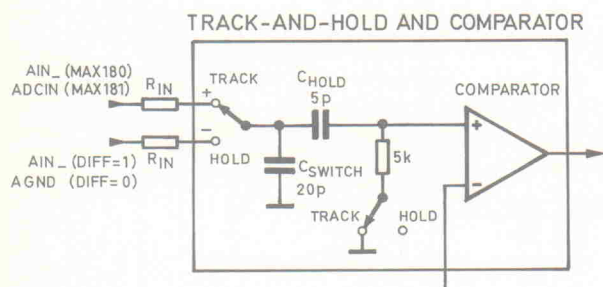 TRACK-AND-HOLD AND COMPARATOR
AIN_ (MAX180)
ADCIN (MAX181)
RIN
+
TRACK
CHOLD
5p
COMPARATOR
+
−
−
HOLD
RIN
AIN_ (DIFF=1)
AGND (DIFF=0)
CSWITCH
20p
5k
TRACK
HOLD